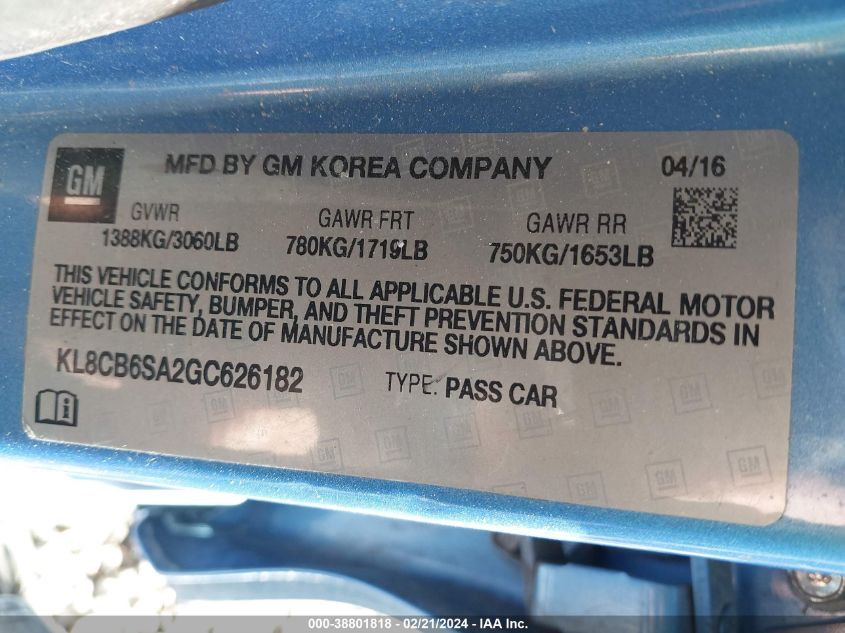 GM
MFD BY GM KOREA COMPANY 04/16
GVWR GAWR FRT GAWR RR
1388KG/3060LB 780KG/1719LB 750KG/1653LB
THIS VEHICLE CONFORMS TO ALL APPLICABLE U.S. FEDERAL MOTOR
VEHICLE SAFETY, BUMPER, AND THEFT PREVENTION STANDARDS IN
EFFECT ON THE DATE OF MANUFACTURE SHOWN ABOVE.
KL8CB6SA2GC626182 TYPE: PASS CAR
000-38801818 - 02/21/2024 - IAA Inc.